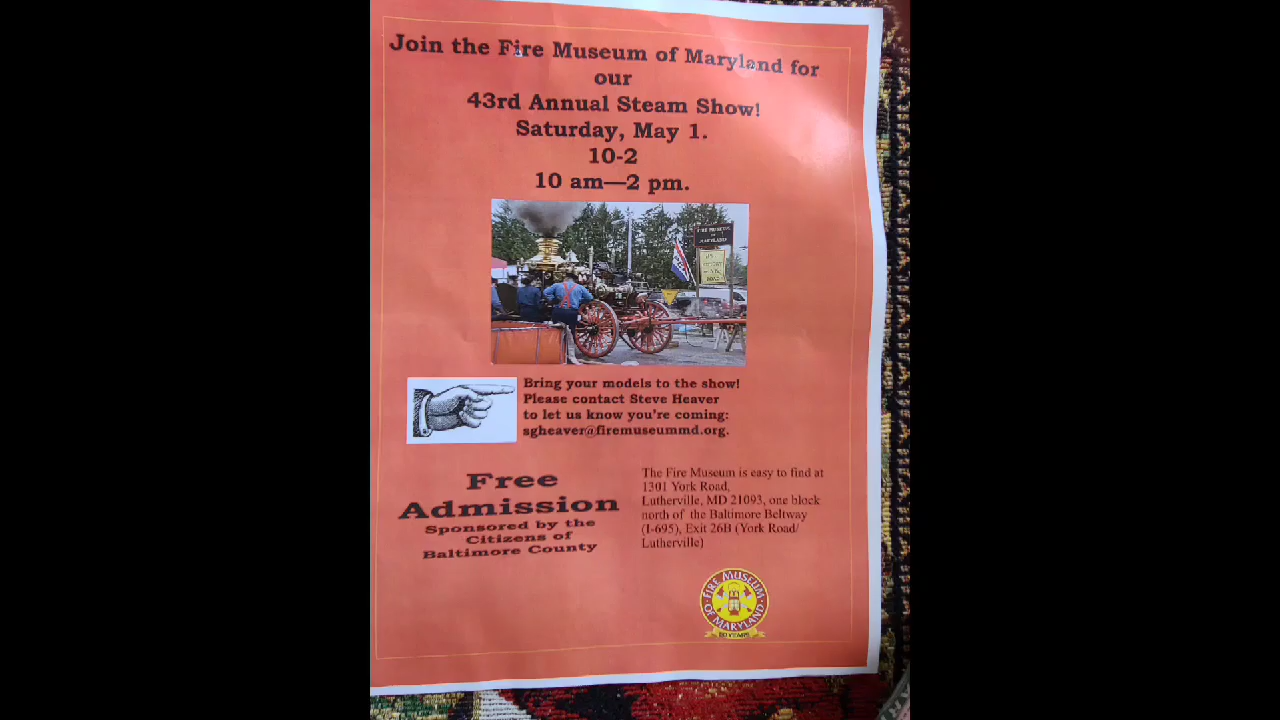 Join the Fire Museum of Maryland for
our
43rd Annual Steam Show!
Saturday, May 1.
10-2
10 am—2 pm.
FIRE MUSEUM
OF
MARYLAND
Bring your models to the show!
Please contact Steve Heaver
to let us know you're coming:
sgheaver@firemuseummd.org.
Free
Admission
Sponsored by the
Citizens of
Baltimore County
The Fire Museum is easy to find at
1301 York Road,
Lutherville, MD 21093, one block
north of the Baltimore Beltway
(I-695), Exit 26B (York Road/
Lutherville)
FIRE MUSEUM
OF MARYLAND